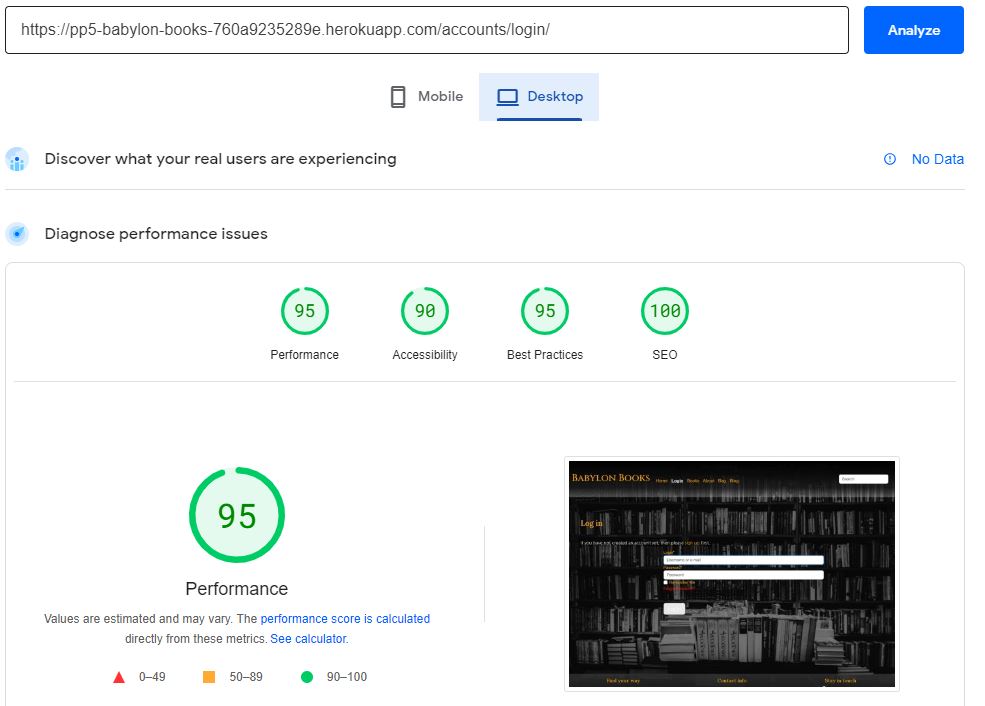 https://pp5-babylon-books-760a9235289e.herokuapp.com/accounts/login/
Analyze
Mobile
Desktop
Discover what your real users are experiencing
No Data
Diagnose performance issues
95
90
95
100
Performance
Accessibility
Best Practices
SEO
95
Performance
Values are estimated and may vary. The performance score is calculated
directly from these metrics. See calculator.
0–49
50–89
90–100
Babylon Books
Home Login Books About
Search
Log in
If you have not created an account yet, then please sign up first.
Username or e-mail
Password*
Password
Remember Me
Find your way
Contact info
Stay in touch